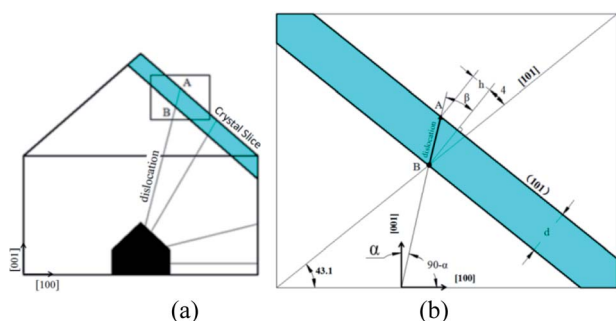 A
B
Crystal Slice
dislocation
[001]
[100]
(a)
[101]
h
4
A
β
dislocation
B
(101)
d
[001]
α
90-α
[100]
43.1
(b)